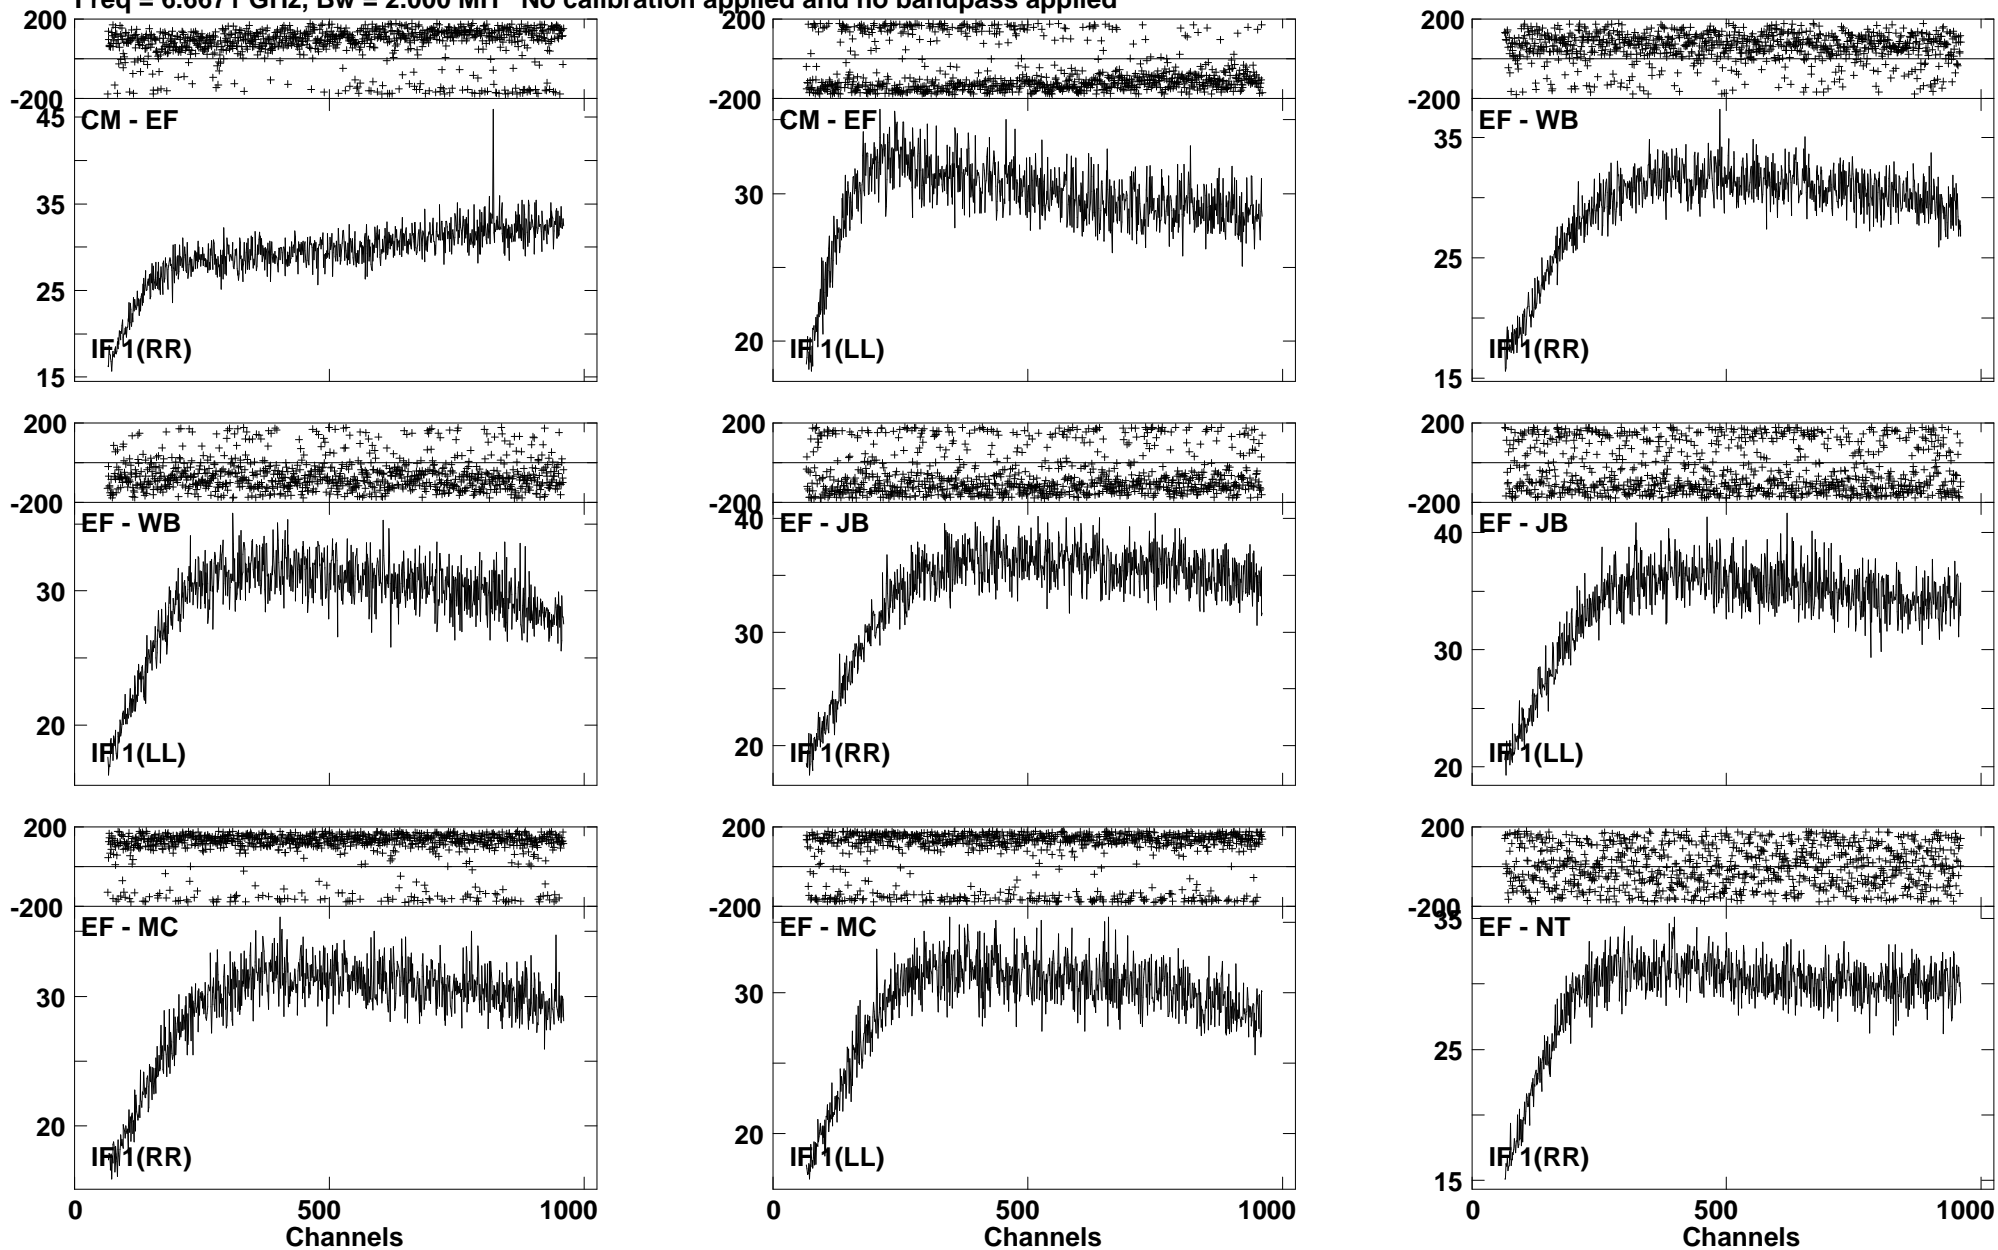 Freq = 6.6671 GHz, Bw = 2.000 MH No calibration applied and no bandpass applied
200
-200
CM - EF
45
35
25
15
IF 1(RR)
200
-200
CM - EF
30
20
IF 1(LL)
200
-200
EF - WB
35
25
15
IF 1(RR)
200
-200
EF - WB
30
20
IF 1(LL)
200
-200
EF - JB
40
30
20
IF 1(RR)
200
-200
EF - JB
40
30
20
IF 1(LL)
200
-200
EF - MC
30
20
IF 1(RR)
0 500 1000
Channels
200
-200
EF - MC
30
20
IF 1(LL)
0 500 1000
Channels
200
-200
EF - NT
35
25
15
IF 1(RR)
0 500 1000
Channels